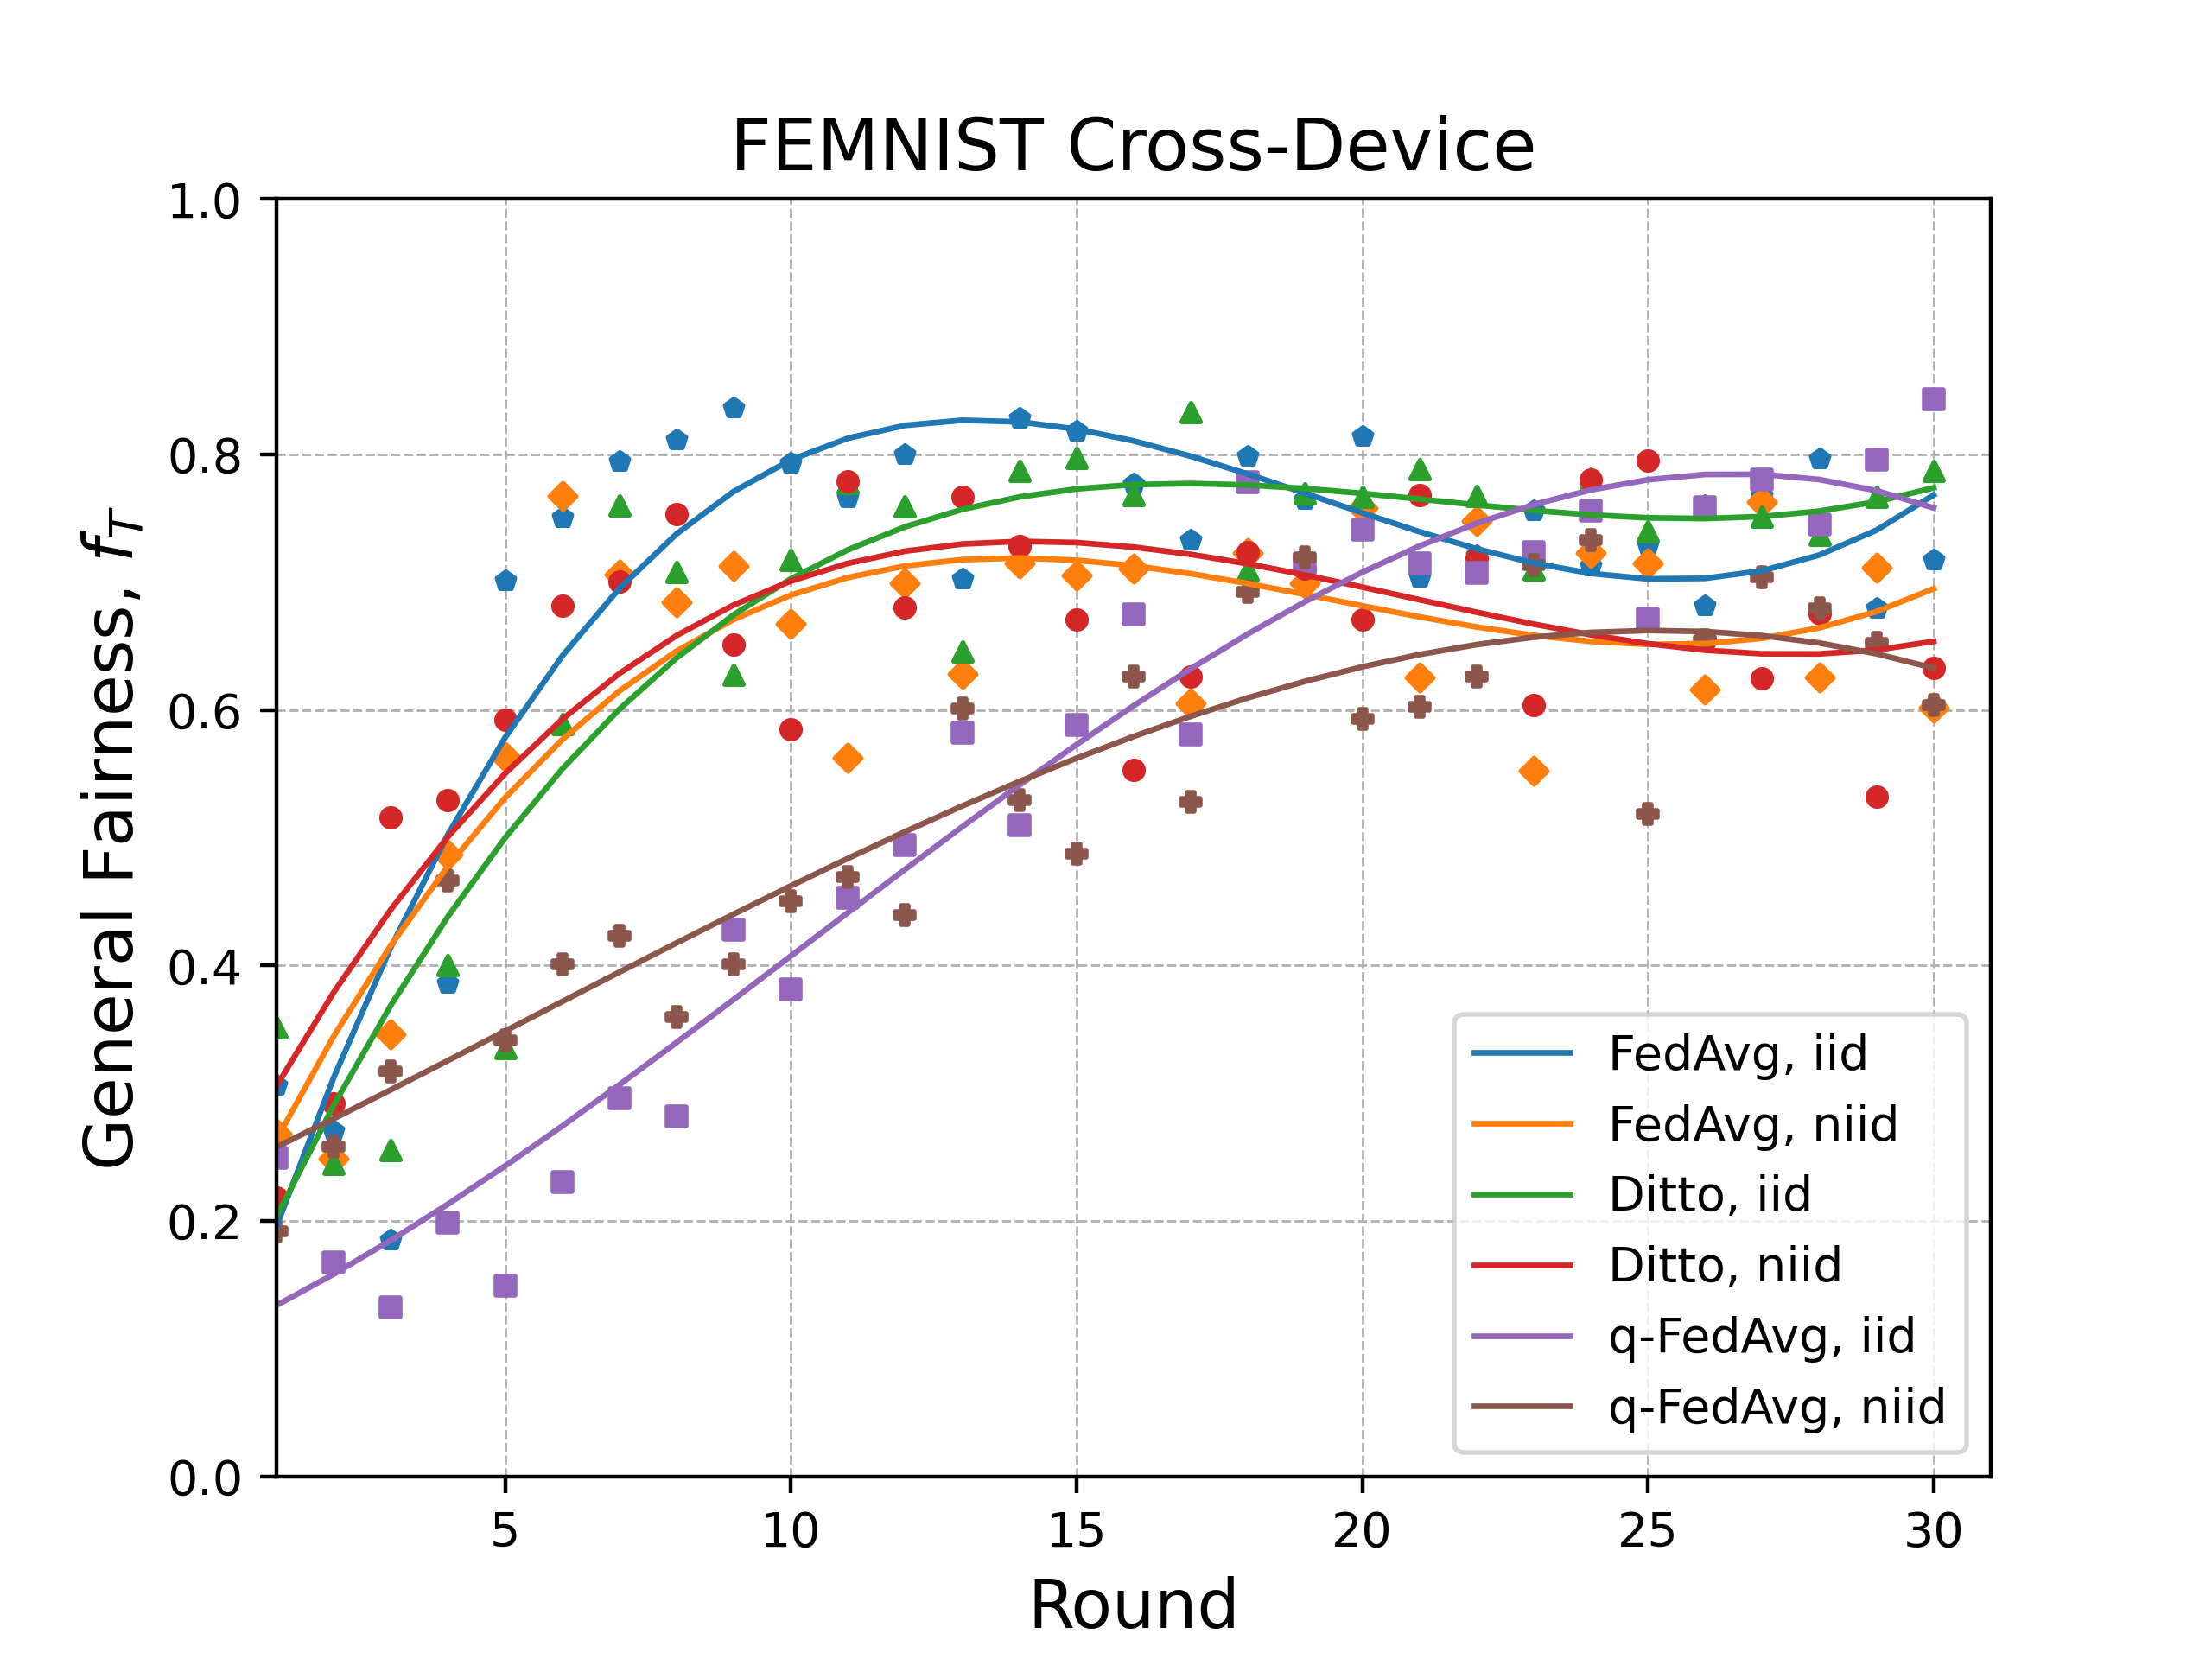 FEMNIST Cross-Device
General Fairness, f_T
1.0
0.8
0.6
0.4
0.2
0.0
5 10 15 20 25 30
Round
FedAvg, iid
FedAvg, niid
Ditto, iid
Ditto, niid
q-FedAvg, iid
q-FedAvg, niid